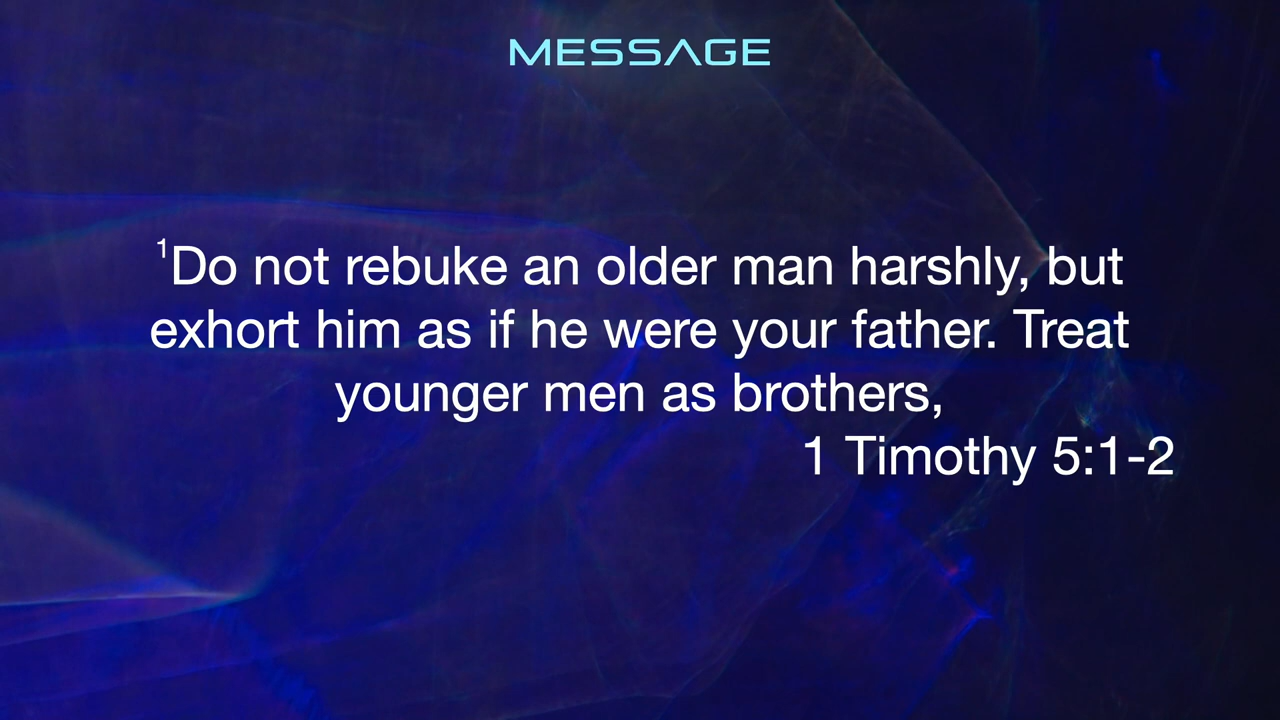 MESSAGE
¹Do not rebuke an older man harshly, but
exhort him as if he were your father. Treat
younger men as brothers,
1 Timothy 5:1-2